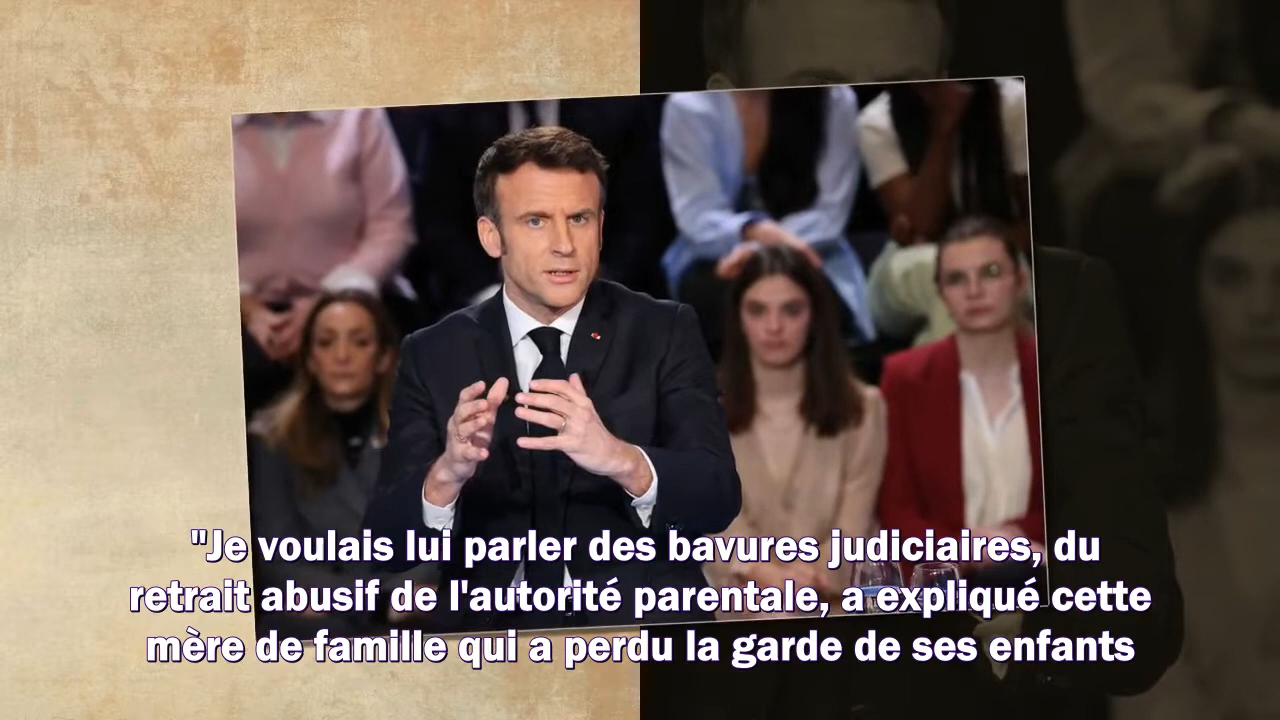 "Je voulais lui parler des bavures judiciaires, du
retrait abusif de l'autorité parentale, a expliqué cette
mère de famille qui a perdu la garde de ses enfants